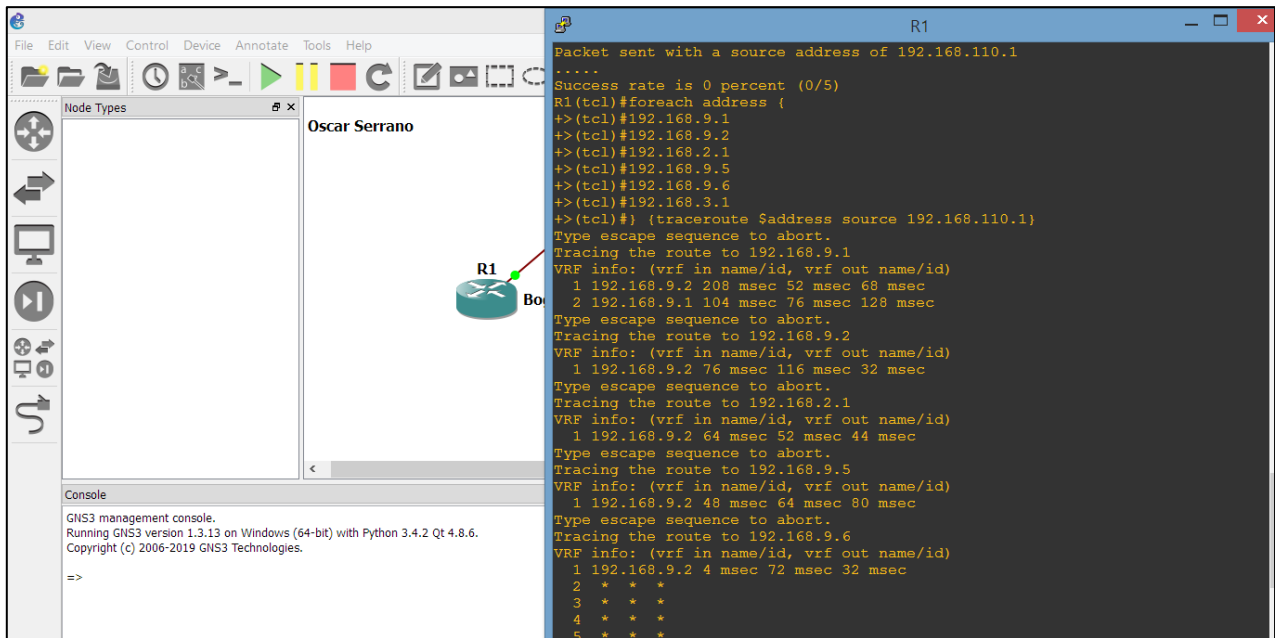 File Edit View Control Device Annotate Tools Help
Node Types
Oscar Serrano
R1
Console
GNS3 management console.
Running GNS3 version 1.3.13 on Windows (64-bit) with Python 3.4.2 Qt 4.8.6.
Copyright (c) 2006-2019 GNS3 Technologies.
=>
R1
Packet sent with a source address of 192.168.110.1
.....
Success rate is 0 percent (0/5)
R1(tcl)#foreach address {
+>(tcl)#192.168.9.1
+>(tcl)#192.168.9.2
+>(tcl)#192.168.2.1
+>(tcl)#192.168.9.5
+>(tcl)#192.168.9.6
+>(tcl)#192.168.3.1
+>(tcl)#} {traceroute $address source 192.168.110.1}
Type escape sequence to abort.
Tracing the route to 192.168.9.1
VRF info: (vrf in name/id, vrf out name/id)
1 192.168.9.2 208 msec 52 msec 68 msec
2 192.168.9.1 104 msec 76 msec 128 msec
Type escape sequence to abort.
Tracing the route to 192.168.9.2
VRF info: (vrf in name/id, vrf out name/id)
1 192.168.9.2 76 msec 116 msec 32 msec
Type escape sequence to abort.
Tracing the route to 192.168.2.1
VRF info: (vrf in name/id, vrf out name/id)
1 192.168.9.2 64 msec 52 msec 44 msec
Type escape sequence to abort.
Tracing the route to 192.168.9.5
VRF info: (vrf in name/id, vrf out name/id)
1 192.168.9.2 48 msec 64 msec 80 msec
Type escape sequence to abort.
Tracing the route to 192.168.9.6
VRF info: (vrf in name/id, vrf out name/id)
1 192.168.9.2 4 msec 72 msec 32 msec
2 * * *
3 * * *
4 * * *
5 * * *